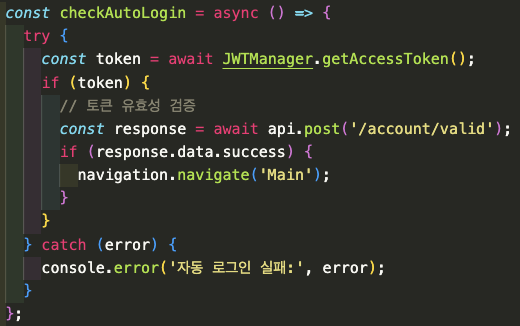 const checkAutoLogin = async () => {
try {
const token = await JWTManager.getAccessToken();
if (token) {
// 토큰 유효성 검증
const response = await api.post('/account/valid');
if (response.data.success) {
navigation.navigate('Main');
}
}
} catch (error) {
console.error('자동 로그인 실패:', error);
}
};